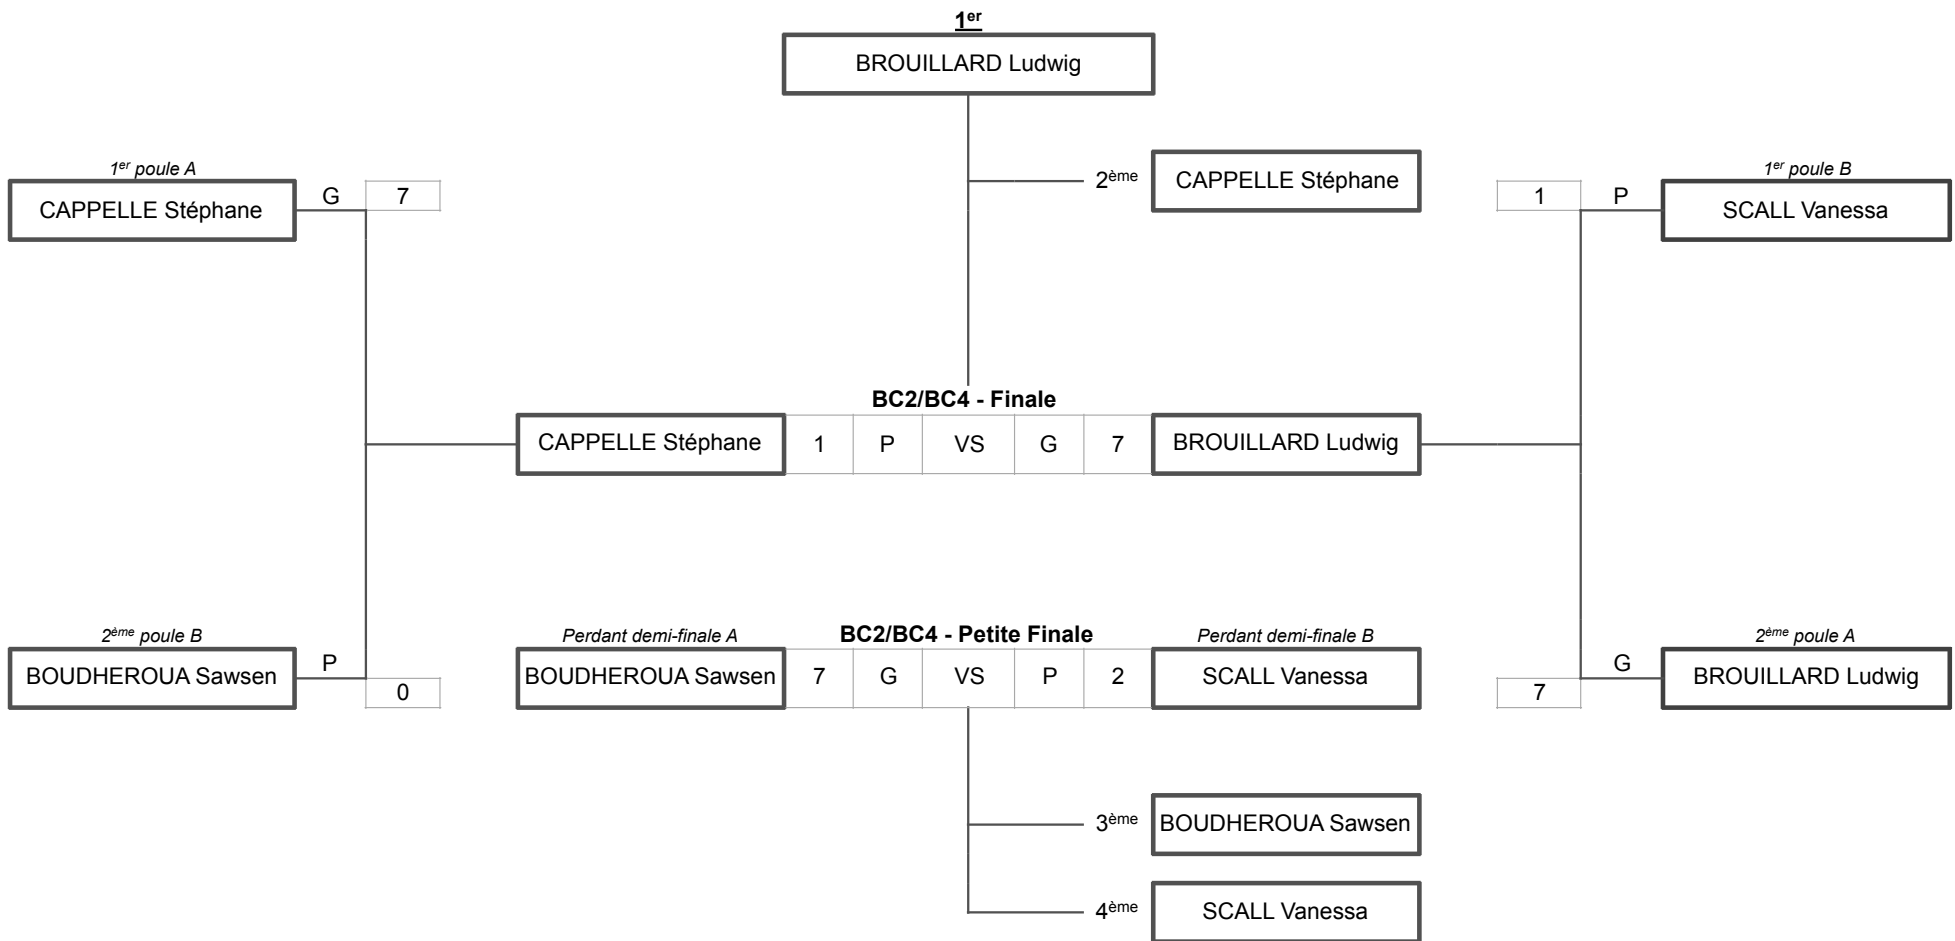 1er
BROUILLARD Ludwig
1er poule A
CAPPELLE Stéphane G 7
2ème CAPPELLE Stéphane
1er poule B
1 P SCALL Vanessa
BC2/BC4 - Finale
CAPPELLE Stéphane 1 P VS G 7 BROUILLARD Ludwig
2ème poule B
BOUDHEROUA Sawsen P 0
Perdant demi-finale A BC2/BC4 - Petite Finale Perdant demi-finale B
BOUDHEROUA Sawsen 7 G VS P 2 SCALL Vanessa
2ème poule A
7 G BROUILLARD Ludwig
3ème BOUDHEROUA Sawsen
4ème SCALL Vanessa